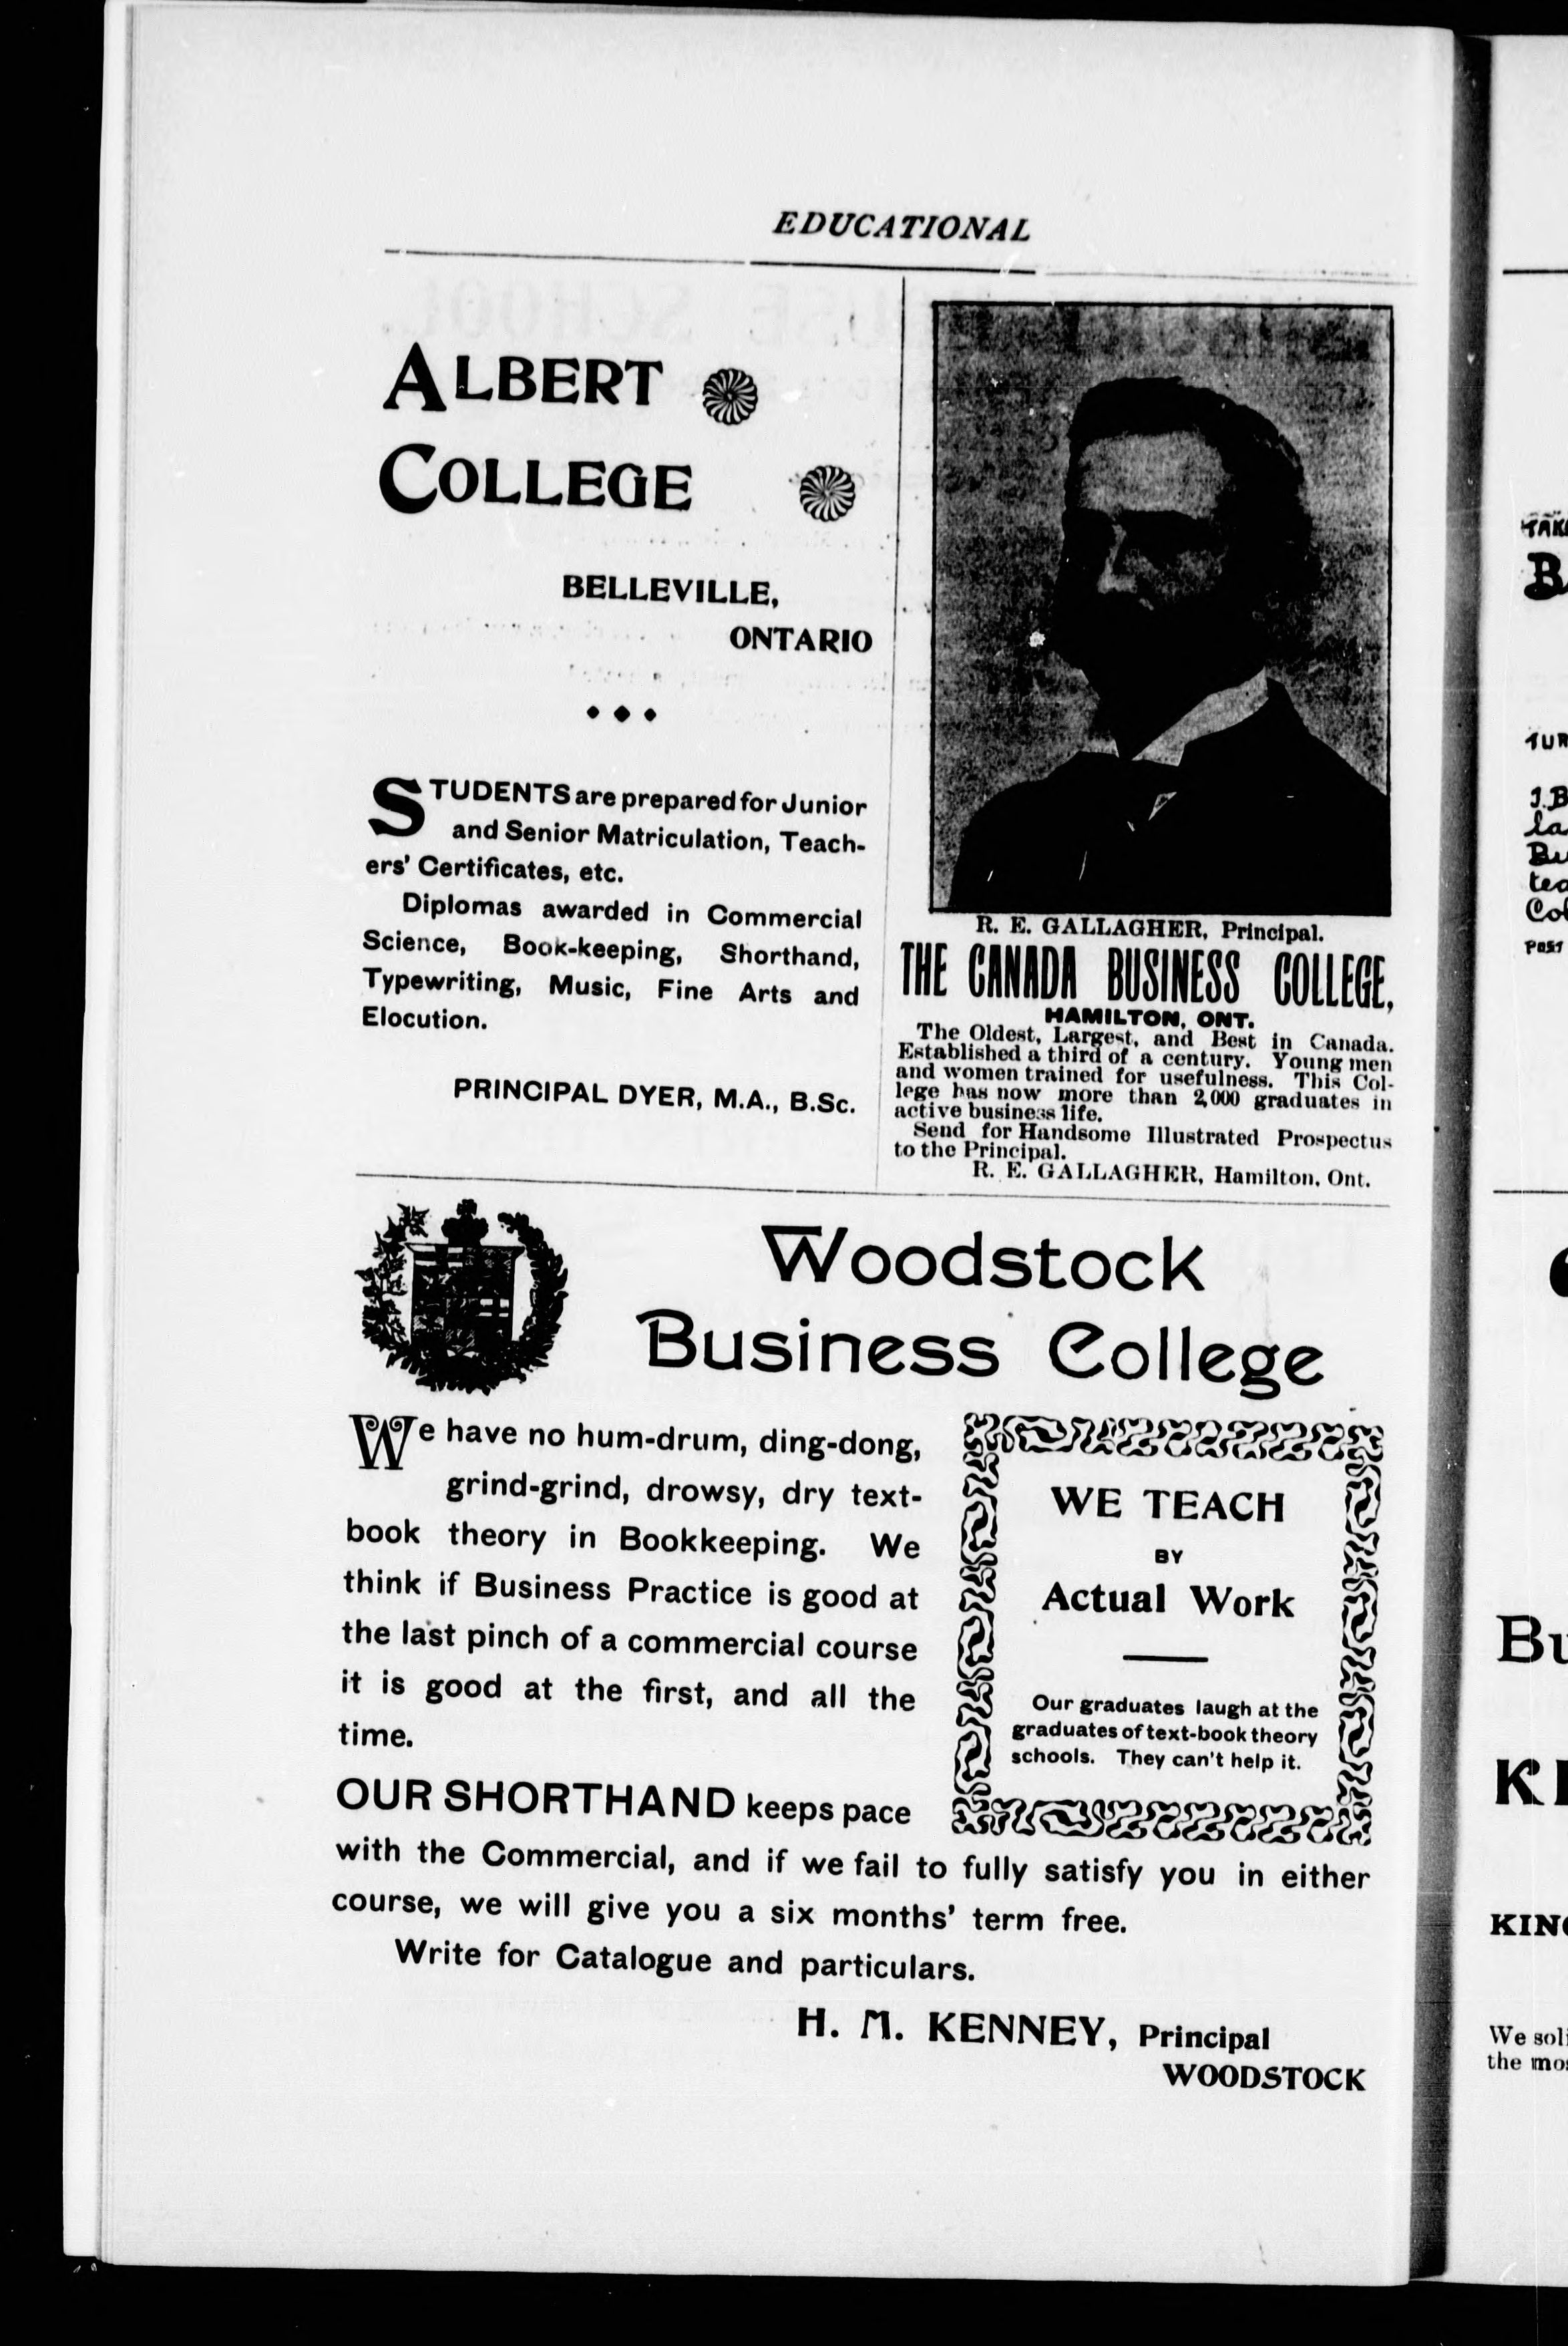 EDUCATIONAL
ALBERT
COLLEGE
BELLEVILLE,
ONTARIO
STUDENTS are prepared for Junior
and Senior Matriculation, Teach-
ers' Certificates, etc.
Diplomas awarded in Commercial
Science, Book-keeping, Shorthand,
Typewriting, Music, Fine Arts and
Elocution.
PRINCIPAL DYER, M.A., B.Sc.
R. E. GALLAGHER, Principal.
THE CANADA BUSINESS COLLEGE,
HAMILTON, ONT.
The Oldest, Largest, and Best in Canada.
Established a third of a century. Young men
and women trained for usefulness. This Col-
lege has now more than 2,000 graduates in
active business life.
Send for Handsome Illustrated Prospectus
to the Principal.
R. E. GALLAGHER, Hamilton, Ont.
Woodstock
Business College
We have no hum-drum, ding-dong,
grind-grind, drowsy, dry text-
book theory in Bookkeeping. We
think if Business Practice is good at
the last pinch of a commercial course
it is good at the first, and all the
time.
WE TEACH
BY
Actual Work
Our graduates laugh at the
graduates of text-book theory
schools. They can't help it.
OUR SHORTHAND keeps pace
with the Commercial, and if we fail to fully satisfy you in either
course, we will give you a six months' term free.
Write for Catalogue and particulars.
H. M. KENNEY, Principal
WOODSTOCK
We soli
the mos